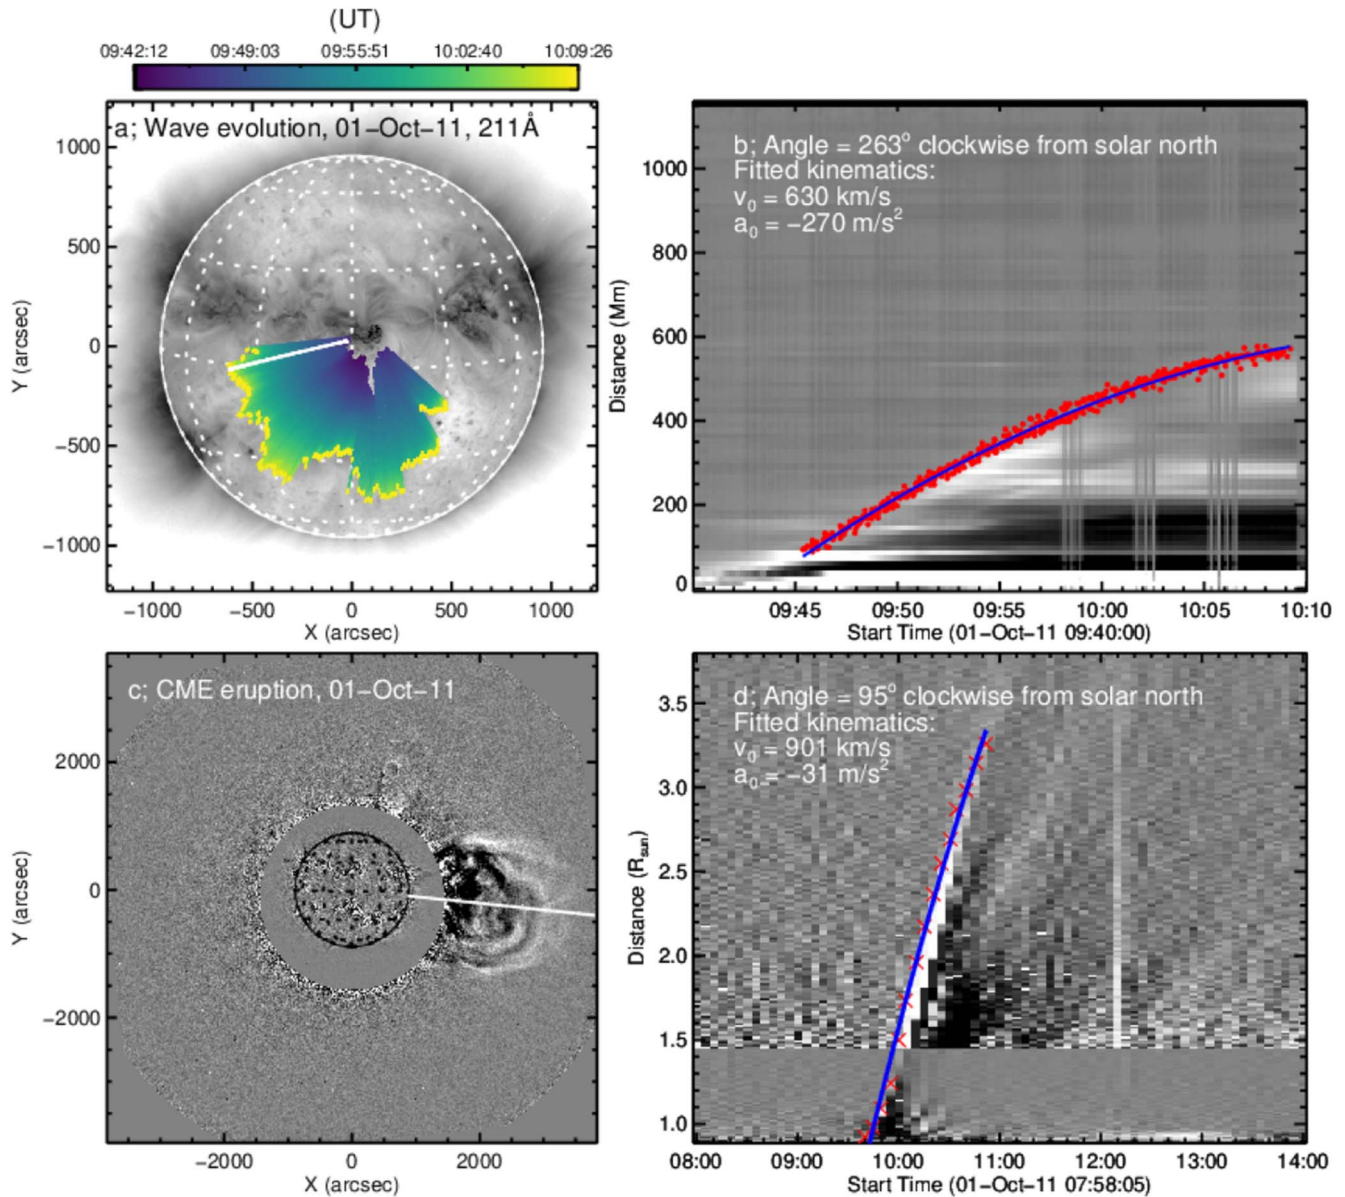 (UT)
09:42:12 09:49:03 09:55:51 10:02:40 10:09:26
a; Wave evolution, 01−Oct−11, 211Å
1000
500
0
−500
−1000
Y (arcsec)
−1000 −500 0 500 1000
X (arcsec)
b; Angle = 263° clockwise from solar north
Fitted kinematics:
v₀ = 630 km/s
a₀ = −270 m/s²
1000
800
600
400
200
0
Distance (Mm)
09:45 09:50 09:55 10:00 10:05 10:10
Start Time (01−Oct−11 09:40:00)
c; CME eruption, 01−Oct−11
2000
0
−2000
Y (arcsec)
−2000 0 2000
X (arcsec)
d; Angle = 95° clockwise from solar north
Fitted kinematics:
v₀ = 901 km/s
a₀ = −31 m/s²
3.5
3.0
2.5
2.0
1.5
1.0
Distance (R_sun)
08:00 09:00 10:00 11:00 12:00 13:00 14:00
Start Time (01−Oct−11 07:58:05)